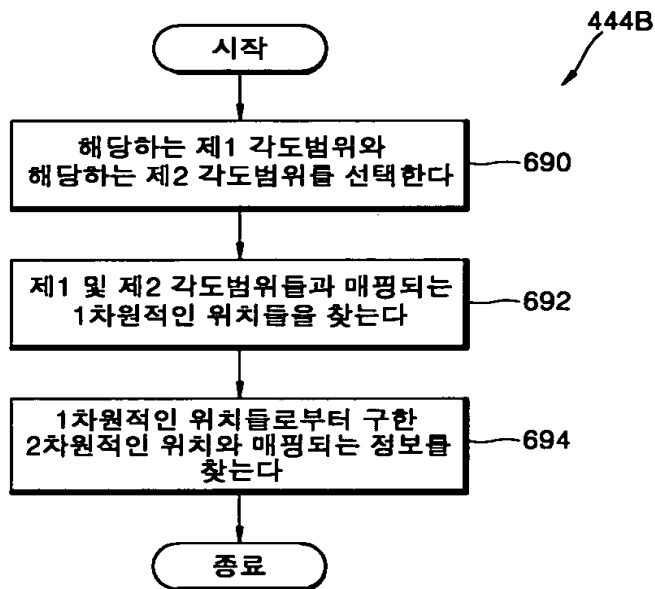 444B
시작
해당하는 제1 각도범위와
해당하는 제2 각도범위를 선택한다
690
제1 및 제2 각도범위들과 매핑되는
1차원적인 위치들을 찾는다
692
1차원적인 위치들로부터 구한
2차원적인 위치와 매핑되는 정보를
찾는다
694
종료